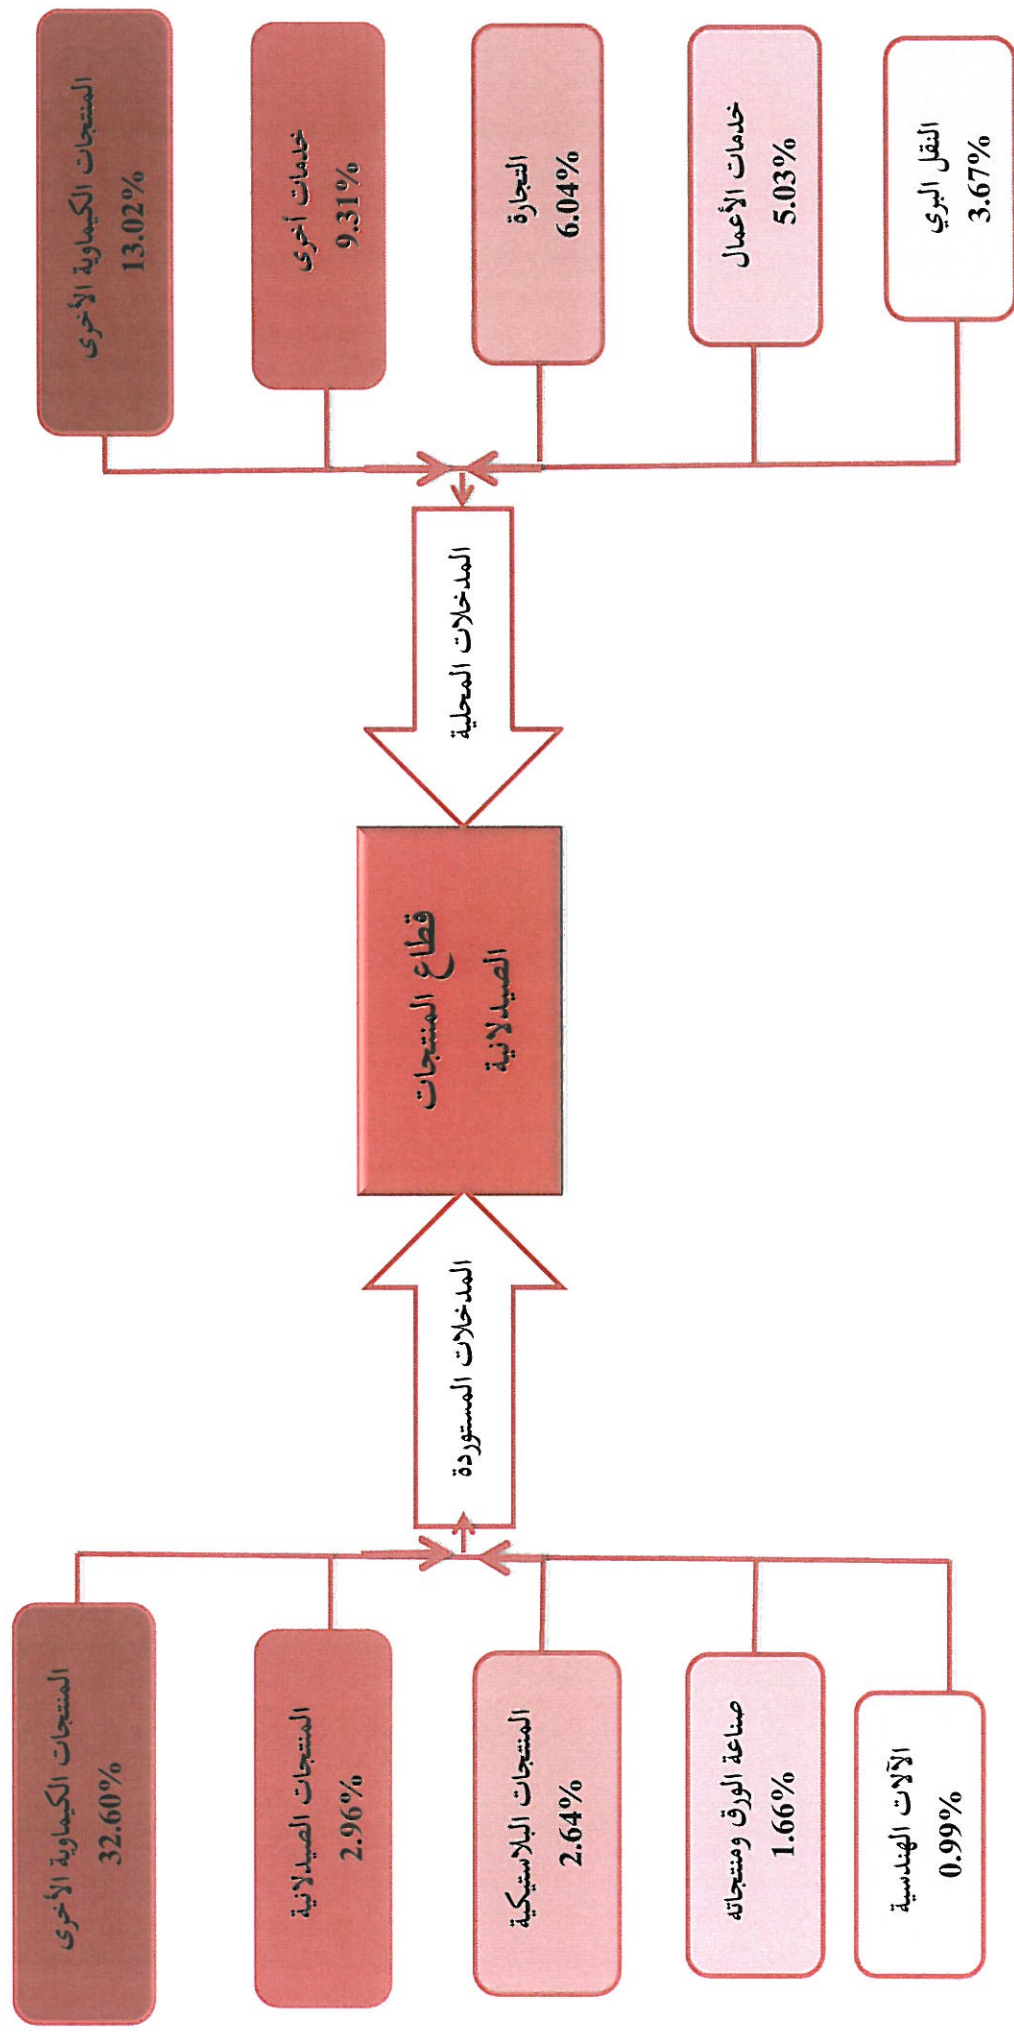 المنتجات الكيماوية الأخرى
13.02%
خدمات أخرى
9.31%
التجارة
6.04%
خدمات الأعمال
5.03%
النقل البري
3.67%
المدخلات المحلية
قطاع المنتجات
الصيدلانية
المدخلات المستوردة
المنتجات الكيماوية الأخرى
32.60%
المنتجات الصيدلانية
2.96%
المنتجات البلاستيكية
2.64%
صناعة الورق ومنتجاته
1.66%
الآلات الهندسية
0.99%